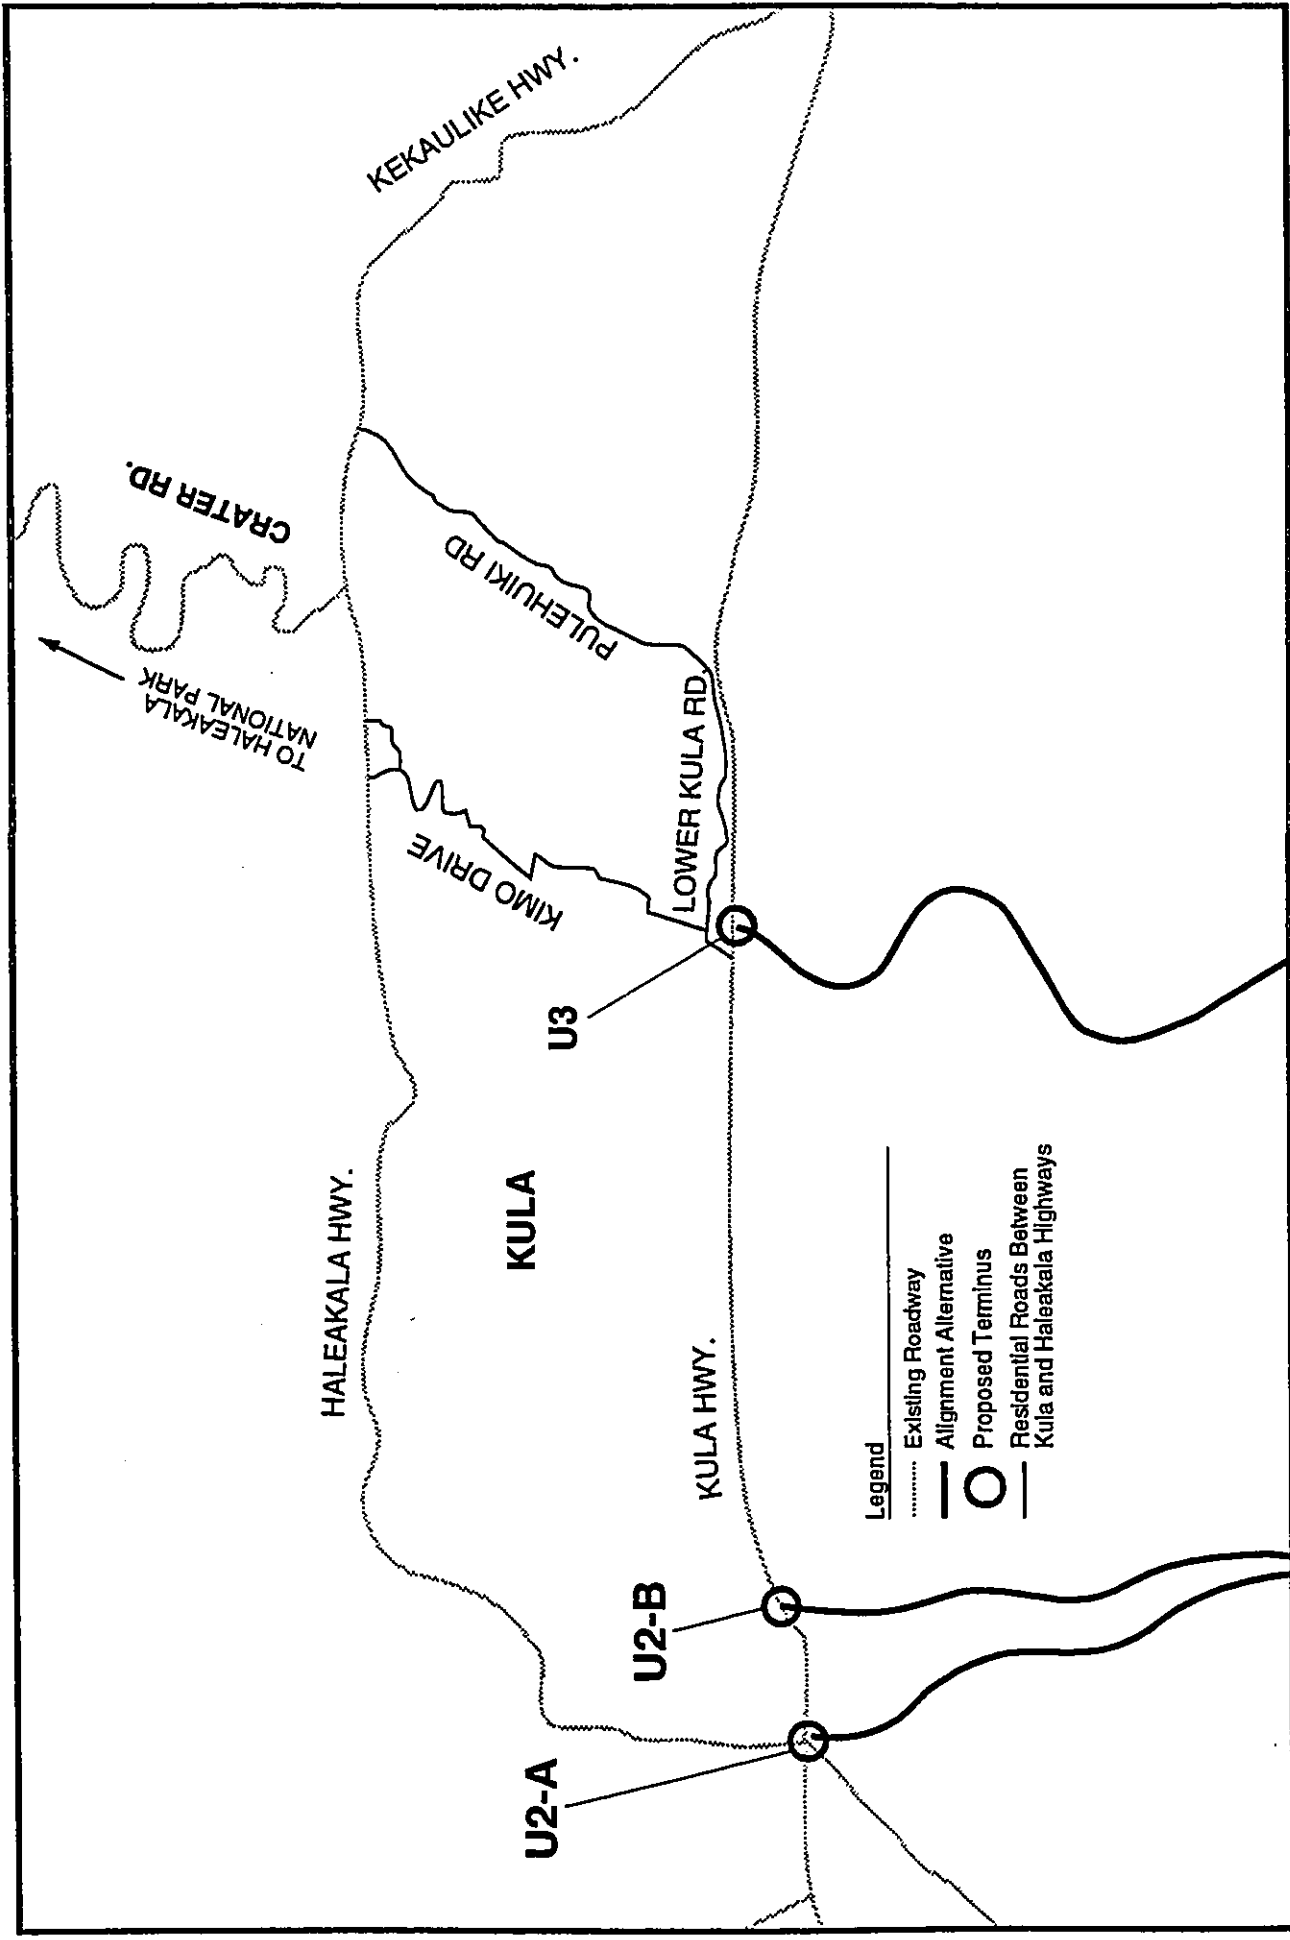 KEKAULIKE HWY.
CRATER RD.
TO HALEAKALA
NATIONAL PARK
PULEHUIKI RD
KIMO DRIVE
LOWER KULA RD.
U3
HALEAKALA HWY.
KULA
KULA HWY.
U2-B
U2-A
Legend
Existing Roadway
Alignment Alternative
Proposed Terminus
Residential Roads Between
Kula and Haleakala Highways